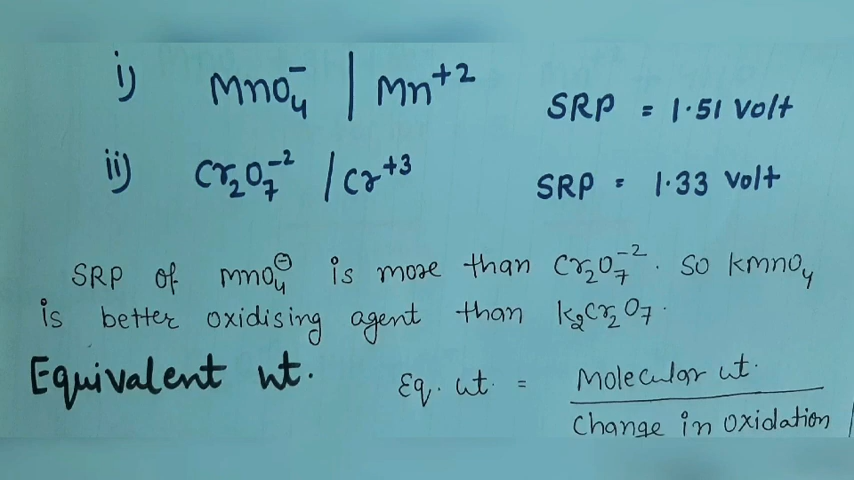 i) MnO₄⁻ | Mn⁺² SRP = 1.51 Volt
ii) Cr₂O₇⁻² / Cr⁺³ SRP = 1.33 Volt
SRP of MnO₄⊖ is more than Cr₂O₇⁻². SO KMnO₄
is better oxidising agent than K₂Cr₂O₇.
Equivalent wt. Eq. wt. = Molecular wt.
Change in oxidation